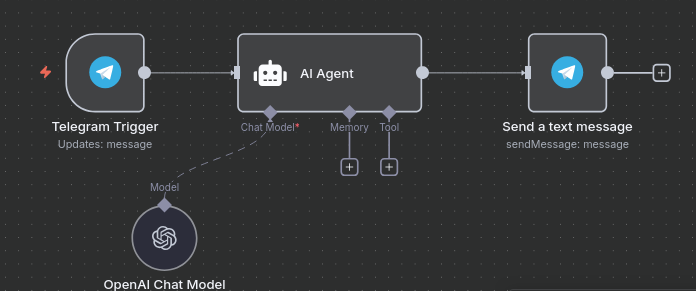 AI Agent
Chat Model*
Memory
Tool
Telegram Trigger
Updates: message
Send a text message
sendMessage: message
Model
OpenAI Chat Model